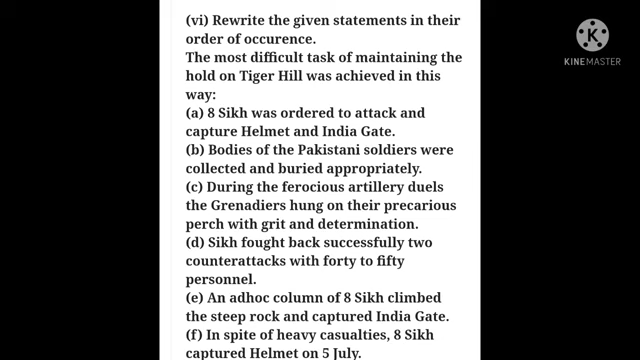 (vi) Rewrite the given statements in their
order of occurence.
The most difficult task of maintaining the
hold on Tiger Hill was achieved in this
way:
(a) 8 Sikh was ordered to attack and
capture Helmet and India Gate.
(b) Bodies of the Pakistani soldiers were
collected and buried appropriately.
(c) During the ferocious artillery duels
the Grenadiers hung on their precarious
perch with grit and determination.
(d) Sikh fought back successfully two
counterattacks with forty to fifty
personnel.
(e) An adhoc column of 8 Sikh climbed
the steep rock and captured India Gate.
(f) In spite of heavy casualties, 8 Sikh
captured Helmet on 5 July.
KINEMASTER